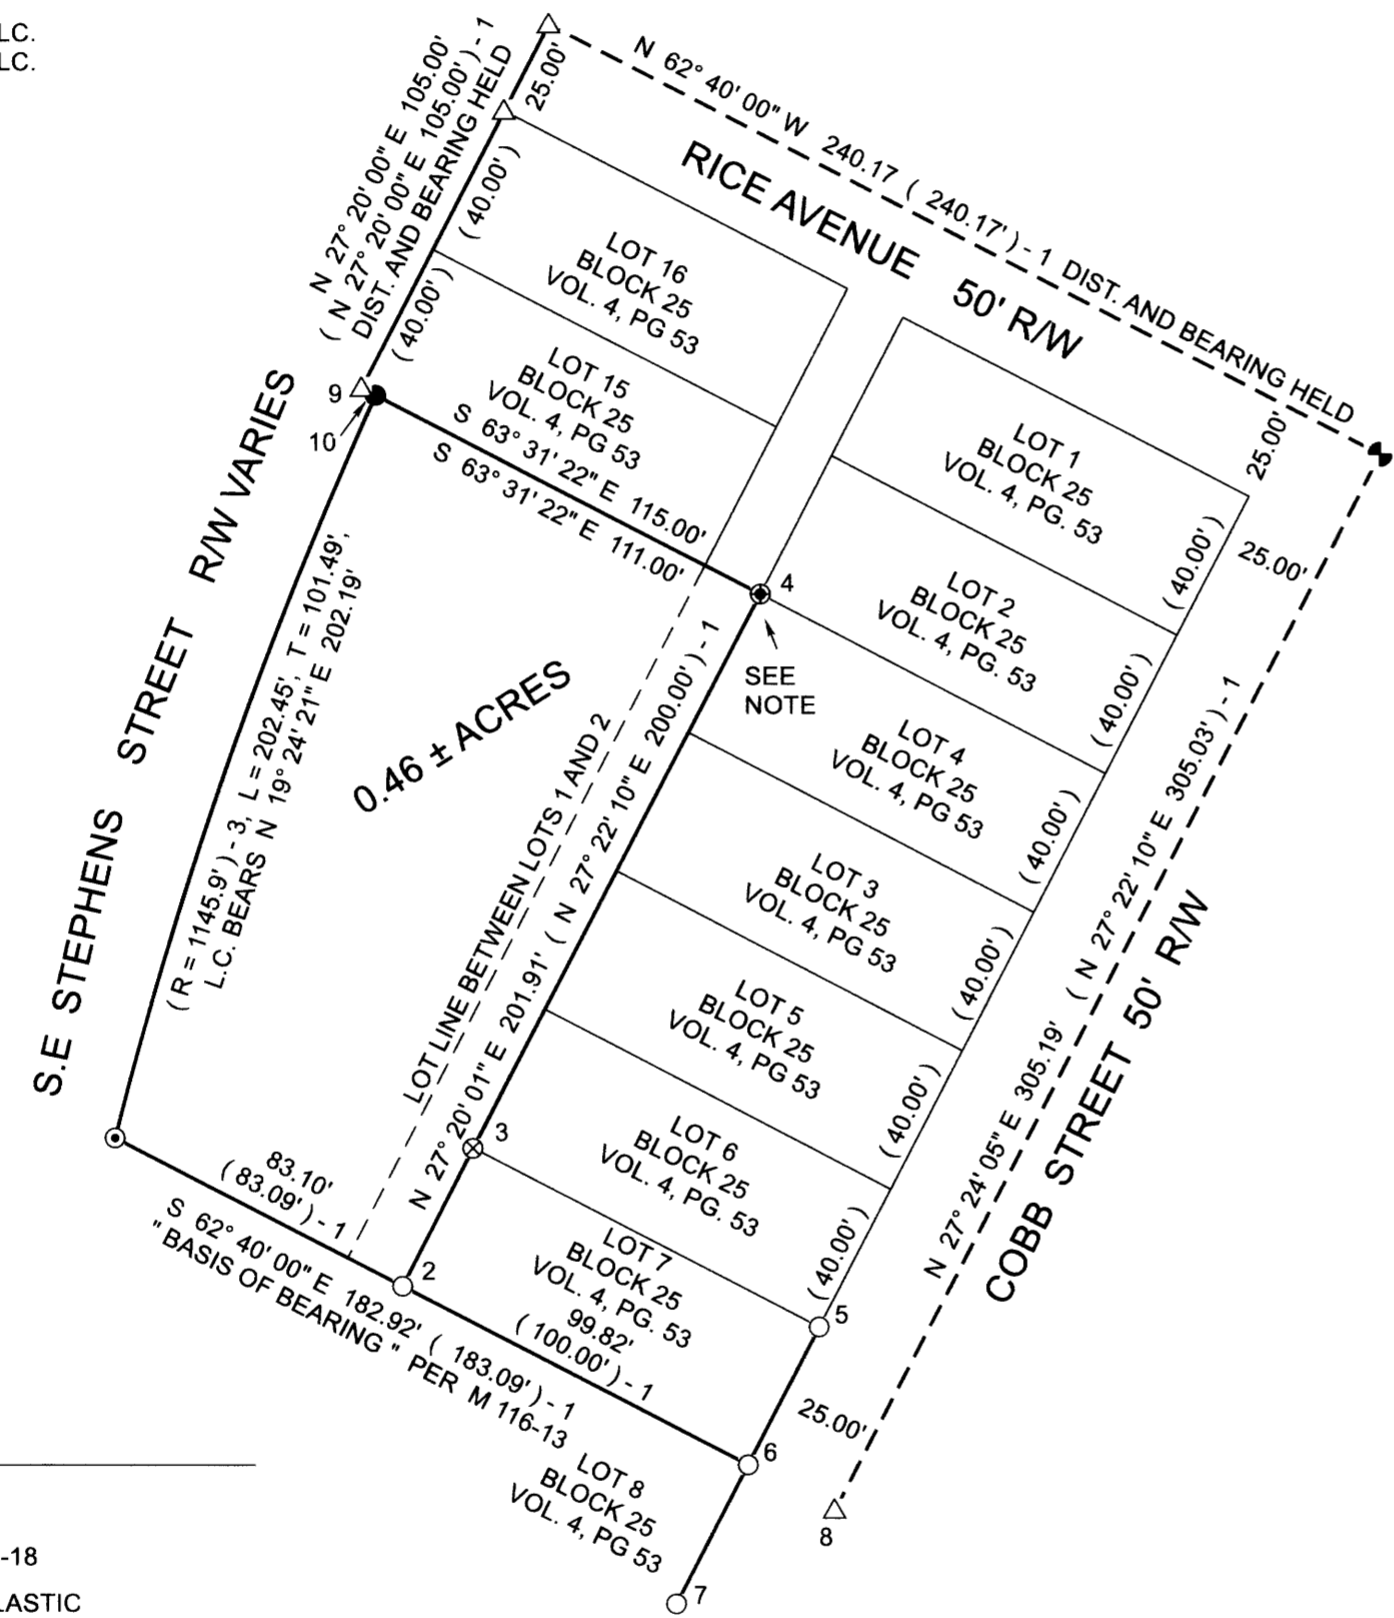 LC.
LC.
N 62° 40' 00" W 240.17 ( 240.17' ) - 1 DIST. AND BEARING HELD
RICE AVENUE 50' R/W
N 27° 20' 00" E 105.00'
( N 27° 20' 00" E 105.00' ) - 1
DIST. AND BEARING HELD
25.00'
( 40.00' )
( 40.00' )
LOT 16
BLOCK 25
VOL. 4, PG 53
LOT 15
BLOCK 25
VOL. 4, PG 53
9
10
S 63° 31' 22" E 115.00'
S 63° 31' 22" E 111.00'
4
SEE
NOTE
S.E STEPHENS STREET R/W VARIES
( R = 1145.9' ) - 3, L = 202.45', T = 101.49',
L.C. BEARS N 19° 24' 21" E 202.19'
0.46 ± ACRES
LOT LINE BETWEEN LOTS 1 AND 2
N 27° 20' 01" E 201.91' ( N 27° 22' 10" E 200.00' ) - 1
LOT 1
BLOCK 25
VOL. 4, PG. 53
LOT 2
BLOCK 25
VOL. 4, PG. 53
LOT 4
BLOCK 25
VOL. 4, PG 53
LOT 3
BLOCK 25
VOL. 4, PG 53
LOT 5
BLOCK 25
VOL. 4, PG 53
LOT 6
BLOCK 25
VOL. 4, PG. 53
LOT 7
BLOCK 25
VOL. 4, PG. 53
99.82'
( 100.00' ) - 1
25.00'
25.00'
( 40.00' )
( 40.00' )
( 40.00' )
( 40.00' )
( 40.00' )
( 40.00' )
N 27° 24' 05" E 305.19' ( N 27° 22' 10" E 305.03' ) - 1
COBB STREET 50' R/W
3
2
5
6
7
8
25.00'
83.10'
( 83.09' ) - 1
S 62° 40' 00" E 182.92' ( 183.09' ) - 1
" BASIS OF BEARING " PER M 116-13
LOT 8
BLOCK 25
VOL. 4, PG 53
-18
LASTIC